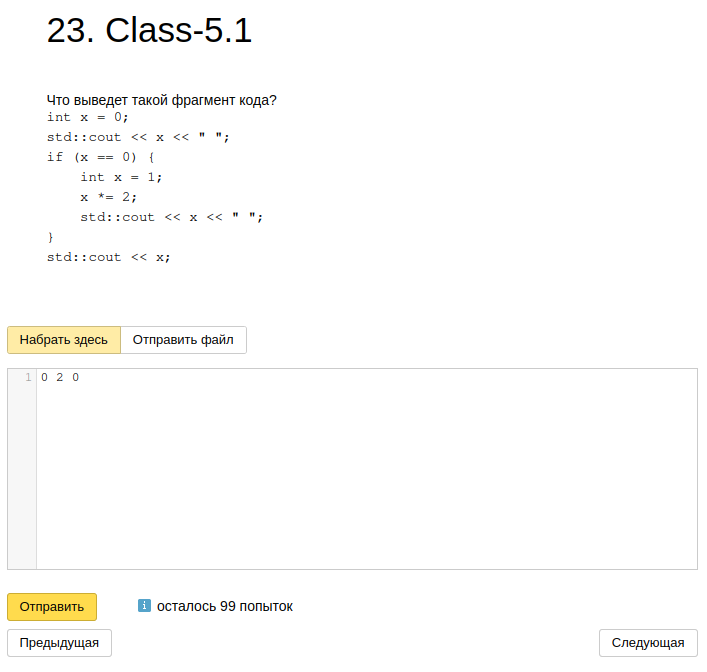 23. Class-5.1
Что выведет такой фрагмент кода?
int x = 0;
std::cout << x << " ";
if (x == 0) {
    int x = 1;
    x *= 2;
    std::cout << x << " ";
}
std::cout << x;
Набрать здесь Отправить файл
1 0 2 0
Отправить i осталось 99 попыток
Предыдущая Следующая